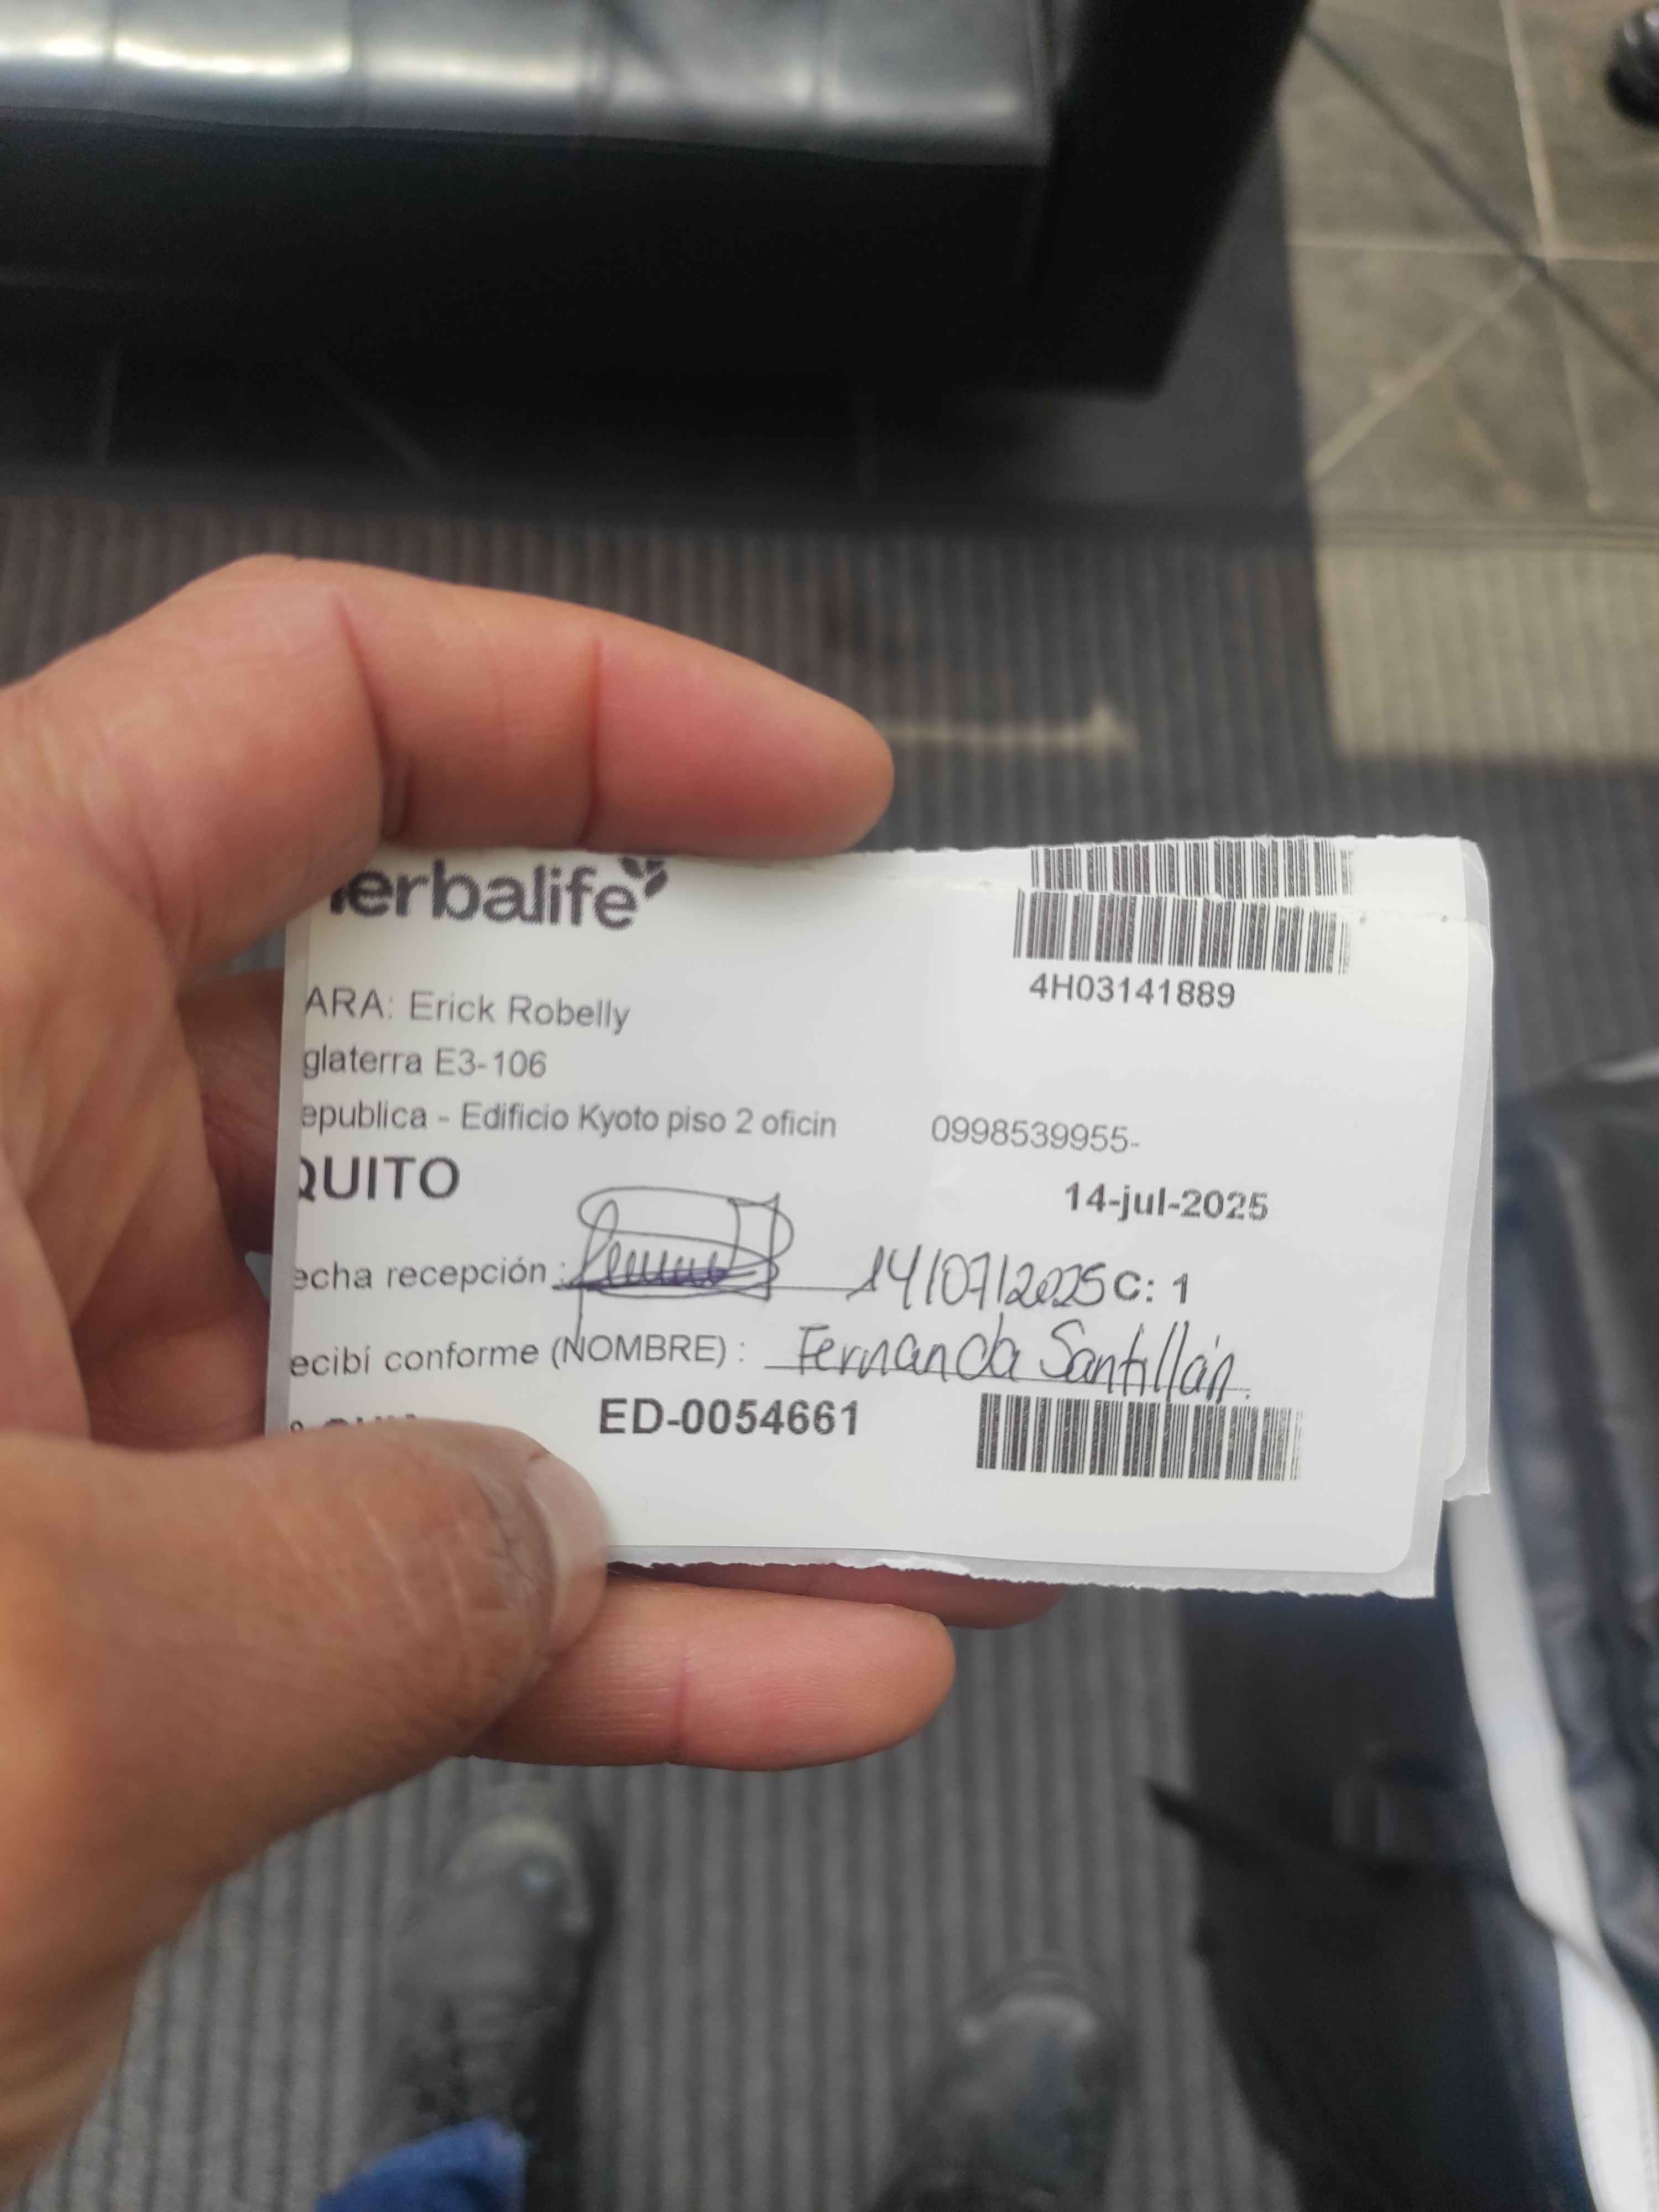 herbalife
4H03141889
ARA: Erick Robelly
glaterra E3-106
epublica - Edificio Kyoto piso 2 oficin 0998539955-
QUITO
14-jul-2025
echa recepción : 14/07/2025 C: 1
ecibí conforme (NOMBRE) : Fernanda Santillán
ED-0054661